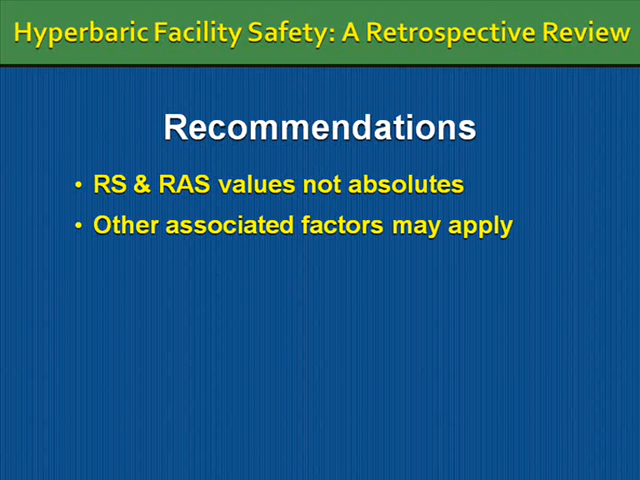 Hyperbaric Facility Safety: A Retrospective Review
Recommendations
• RS & RAS values not absolutes
• Other associated factors may apply